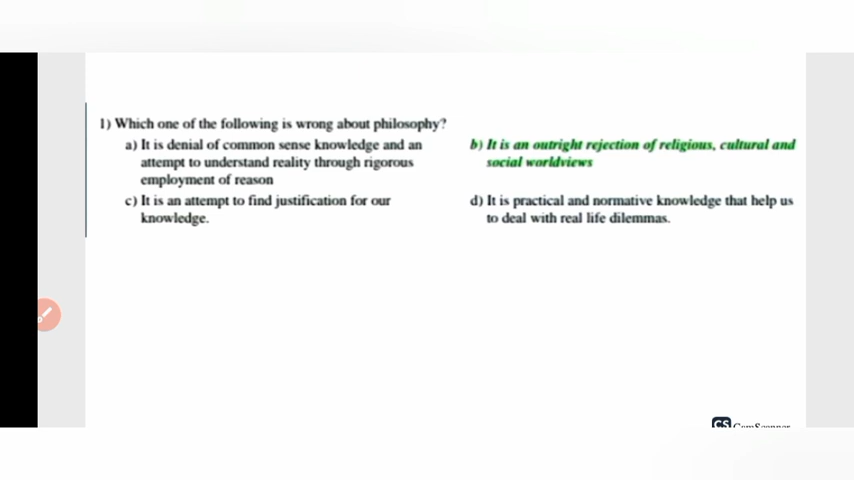 1) Which one of the following is wrong about philosophy?
a) It is denial of common sense knowledge and an
attempt to understand reality through rigorous
employment of reason
b) It is an outright rejection of religious, cultural and
social worldviews
c) It is an attempt to find justification for our
knowledge.
d) It is practical and normative knowledge that help us
to deal with real life dilemmas.
CS CamScanner